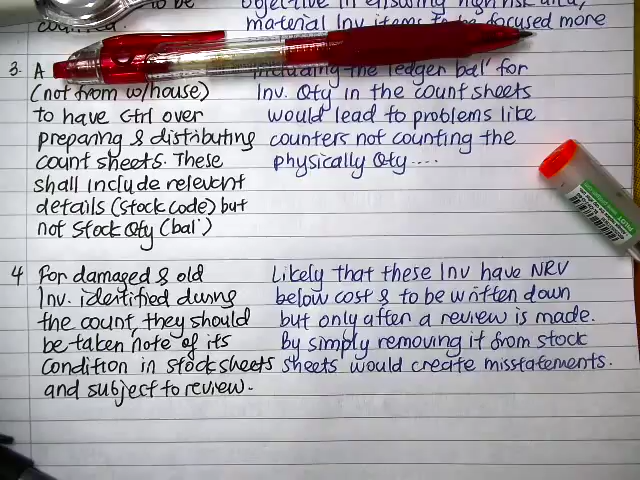 to be
objective in ensuring high risk area,
counted.
material Inv items to be focused more
3. A
(not from w/house)
to have ctrl over
preparing & distributing
count sheets. These
shall include relevent
details (stock code) but
not stock Qty (bal')
including the ledger bal' for
Inv. Qty in the count sheets
would lead to problems like
counters not counting the
physically Qty....
4 For damaged & old
Inv. identified during
the count, they should
be taken note of its
condition in stocksheets
and subject to review.
Likely that these Inv have NRV
below cost & to be written down
but only after a review is made.
By simply removing it from stock
sheets would create misstatements.
PILOT